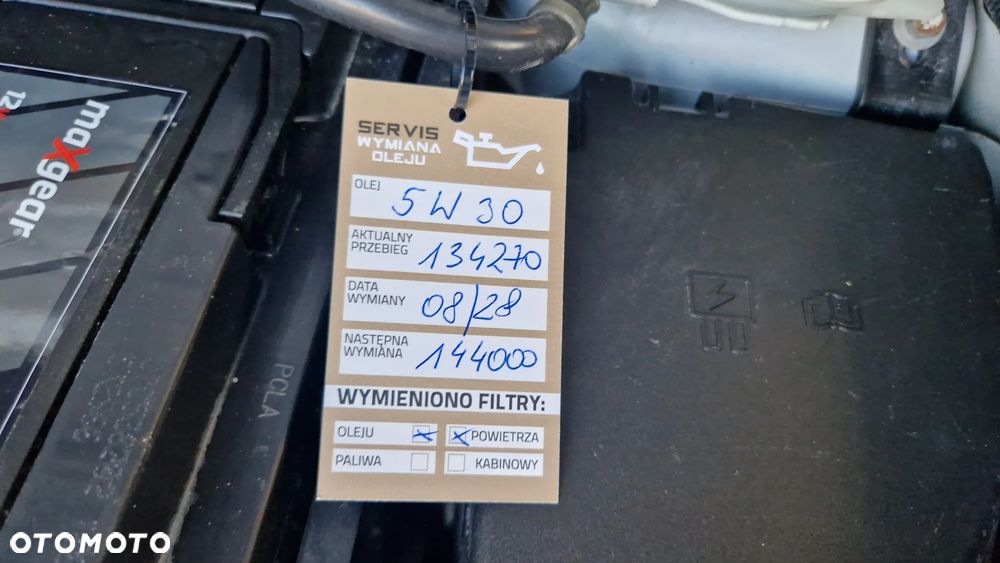 12V
maXgear
SERVIS
WYMIANA
OLEJU
OLEJ 5W30
AKTUALNY
PRZEBIEG 134270
DATA
WYMIANY 08/28
NASTĘPNA
WYMIANA 144000
WYMIENIONO FILTRY:
OLEJU POWIETRZA
PALIWA KABINOWY
PCLA
OTOMOTO